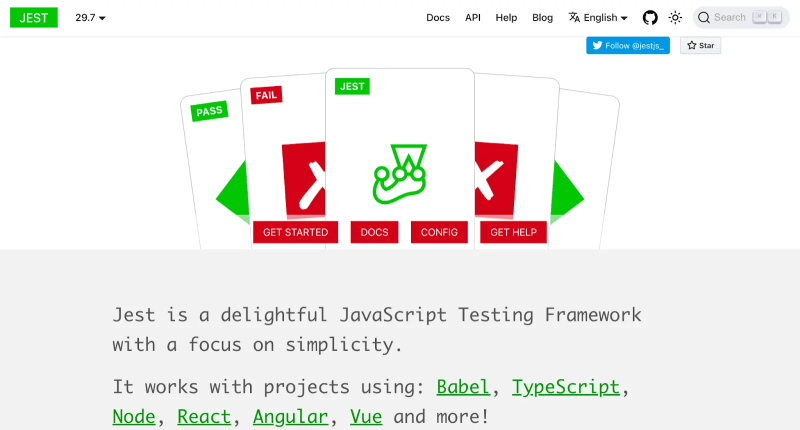 JEST 29.7 Docs API Help Blog English Search ⌘ K
Follow @jestjs_ Star
PASS FAIL JEST
GET STARTED DOCS CONFIG GET HELP
Jest is a delightful JavaScript Testing Framework
with a focus on simplicity.
It works with projects using: Babel, TypeScript,
Node, React, Angular, Vue and more!